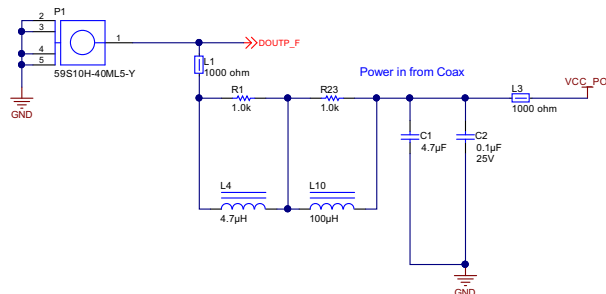 P1
2
3
4
5
1
59S10H-40ML5-Y
GND
DOUTP_F
L1
1000 ohm
R1
1.0k
R23
1.0k
Power in from Coax
L4
4.7µH
L10
100µH
C1
4.7µF
C2
0.1µF
25V
L3
1000 ohm
VCC_PO
GND